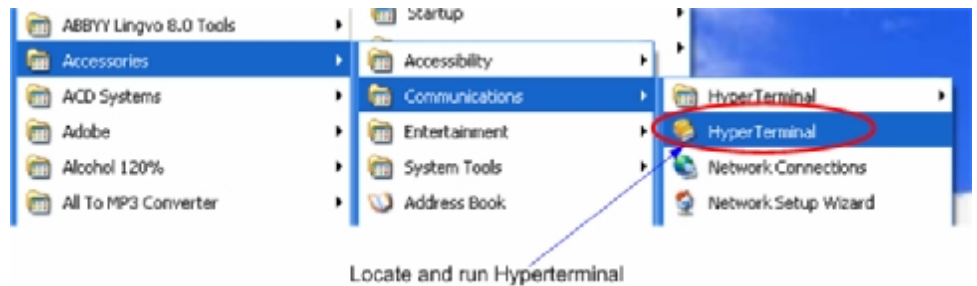 ABBYY Lingvo 8.0 Tools
Accessories
ACD Systems
Adobe
Alcohol 120%
All To MP3 Converter
Startup
Accessibility
Communications
Entertainment
System Tools
Address Book
HyperTerminal
HyperTerminal
Network Connections
Network Setup Wizard
Locate and run Hyperterminal